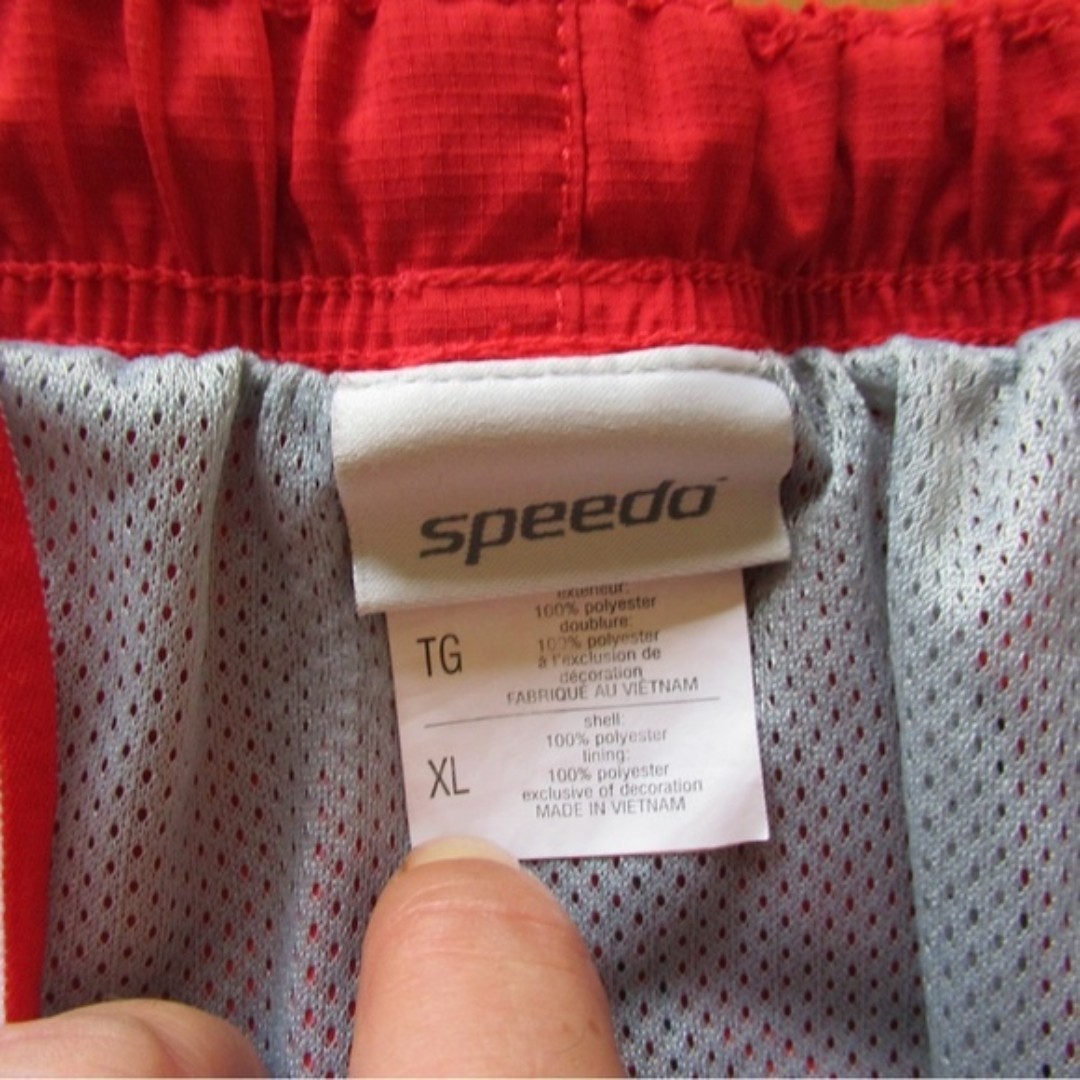 speedo
extérieur:
100% polyester
doublure:
100% polyester
à l'exclusion de
décoration
FABRIQUÉ AU VIÊTNAM
TG
shell:
100% polyester
lining:
100% polyester
exclusive of decoration
MADE IN VIETNAM
XL